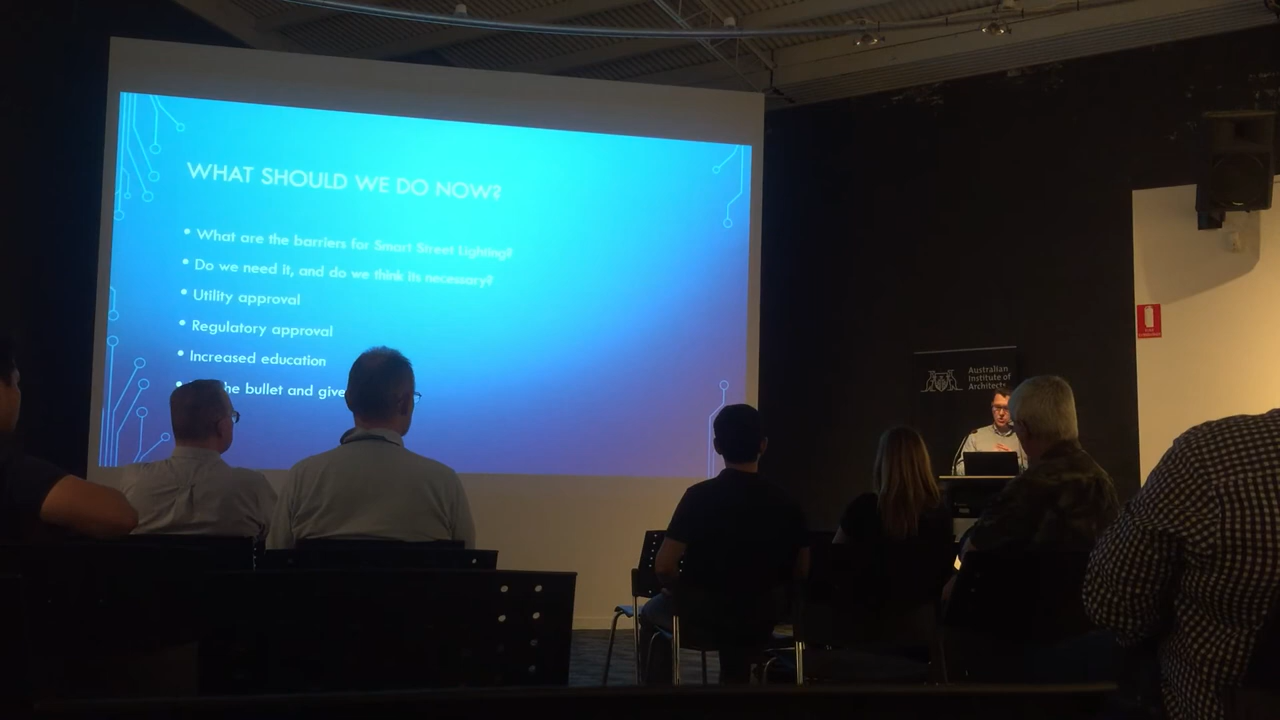 WHAT SHOULD WE DO NOW?
• What are the barriers for Smart Street Lighting?
• Do we need it, and do we think its necessary?
• Utility approval
• Regulatory approval
• Increased education
he bullet and give
Australian
Institute of
Architects